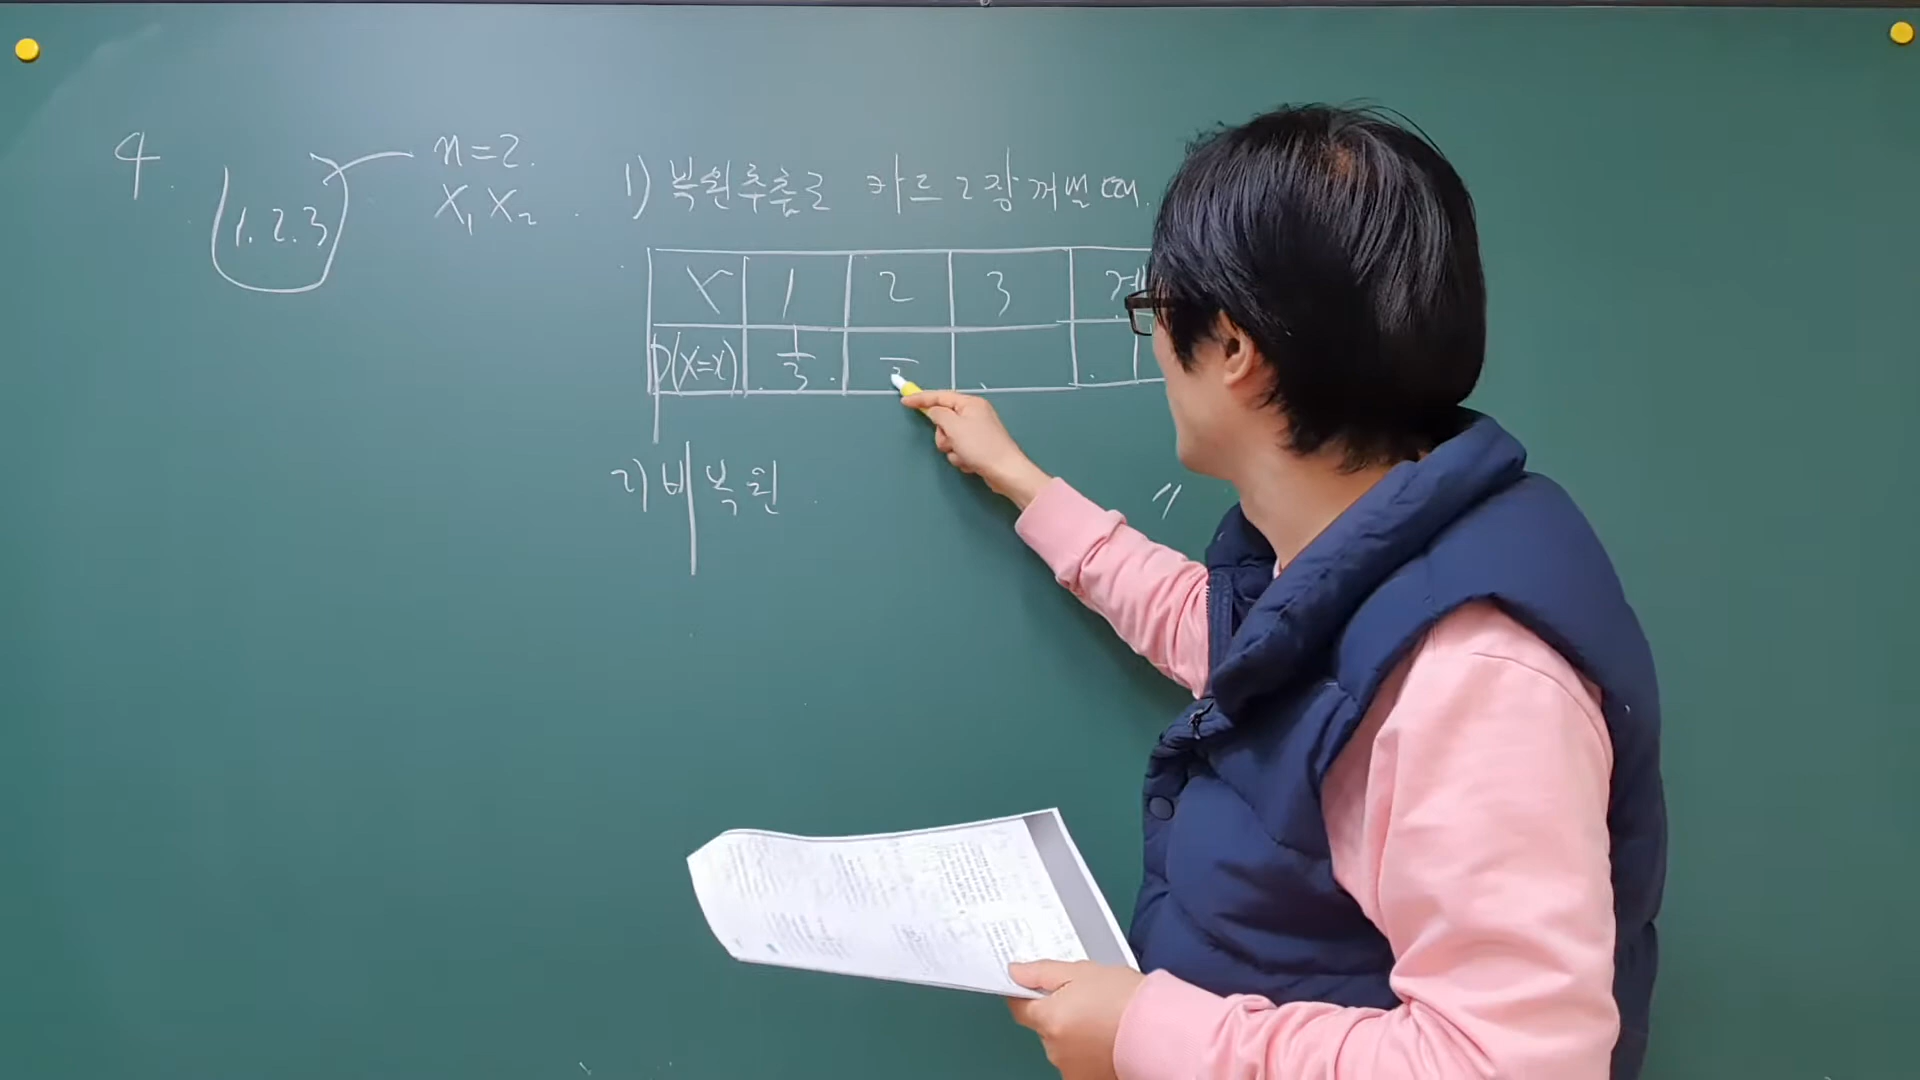 4.
1. 2. 3
n=2.
X₁ X₂
1) 복원추출로 카드 2장 꺼낼 때.
X 1 2 3
P(X=x) 1/3
2) 비복원 〃